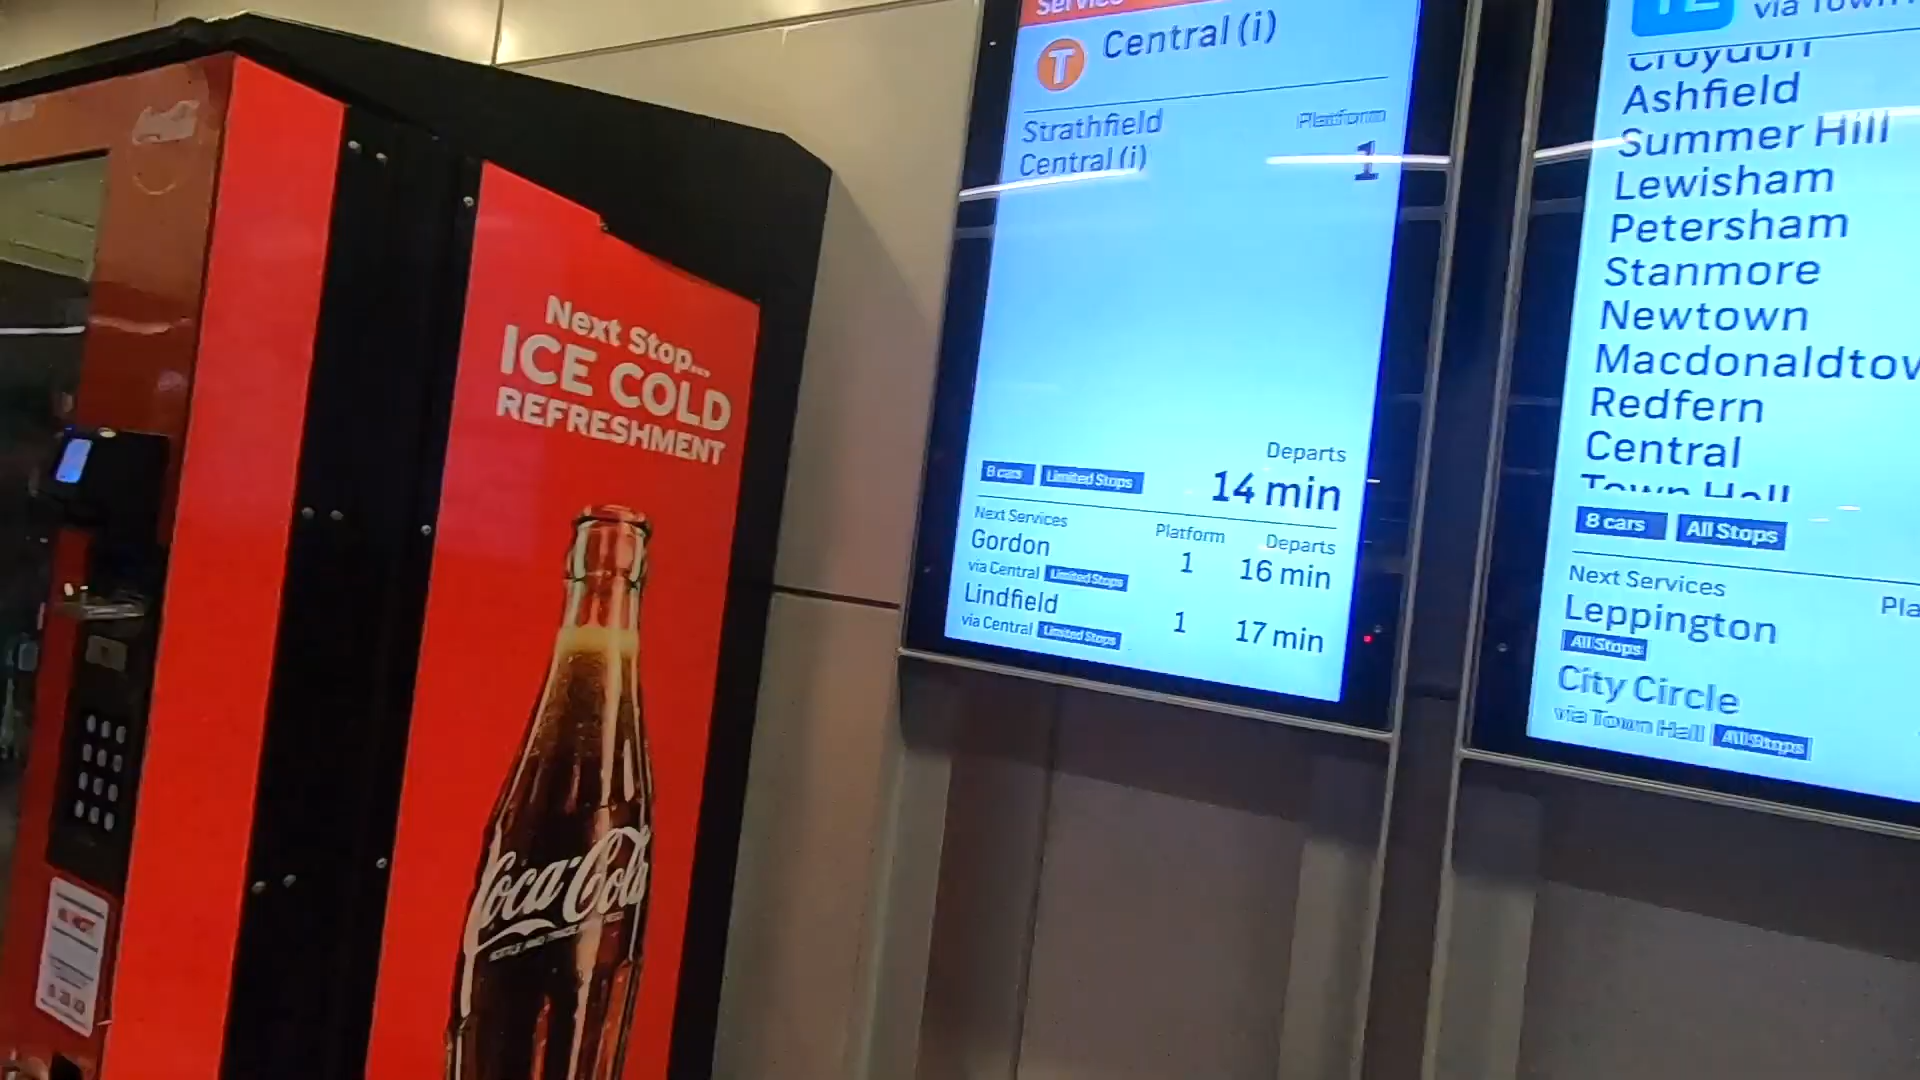 Next Stop...
ICE COLD
REFRESHMENT
Coca-Cola
Service
T Central (i)
Strathfield
Platform
Central (i)
1
Departs
8 cars Limited Stops 14 min
Next Services Platform Departs
Gordon 1 16 min
via Central Limited Stops
Lindfield 1 17 min
via Central Limited Stops
T2
via Town
Croydon
Ashfield
Summer Hill
Lewisham
Petersham
Stanmore
Newtown
Macdonaldtow
Redfern
Central
Town Hall
8 cars All Stops
Next Services Pla
Leppington
All Stops
City Circle
via Town Hall All Stops